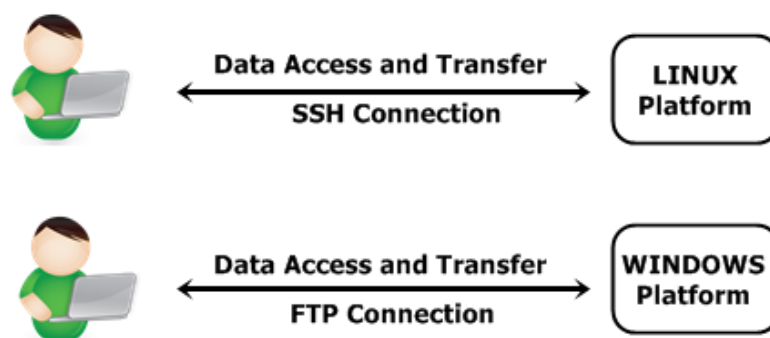 Data Access and Transfer
SSH Connection
LINUX
Platform
Data Access and Transfer
FTP Connection
WINDOWS
Platform